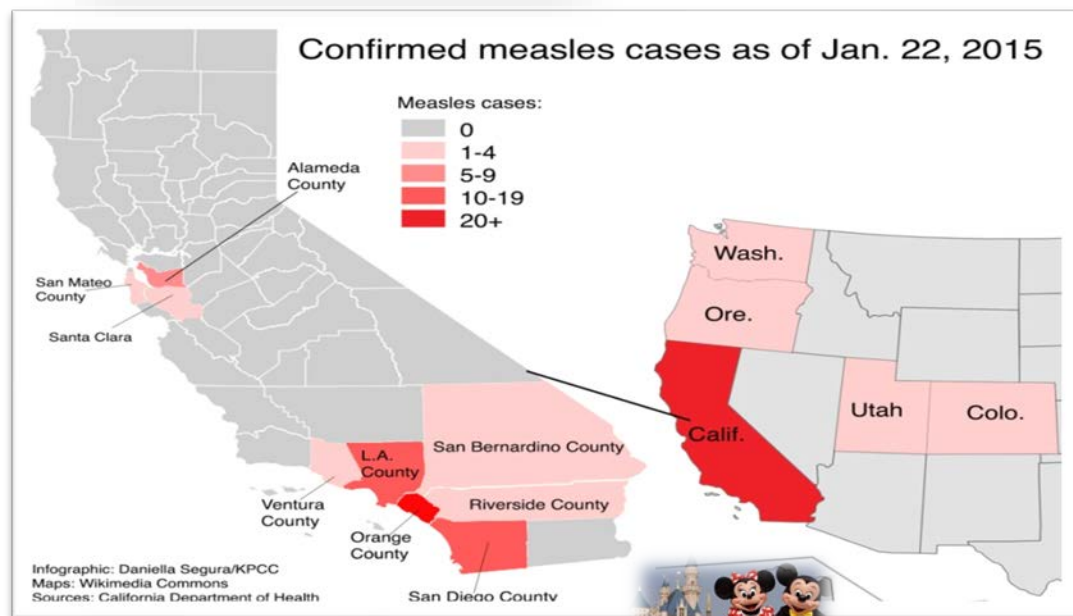 Confirmed measles cases as of Jan. 22, 2015
Measles cases:
0
1-4
5-9
10-19
20+
Alameda
County
San Mateo
County
Santa Clara
Wash.
Ore.
Calif.
Utah
Colo.
San Bernardino County
L.A.
County
Riverside County
Ventura
County
Orange
County
San Diego County
Infographic: Daniella Segura/KPCC
Maps: Wikimedia Commons
Sources: California Department of Health